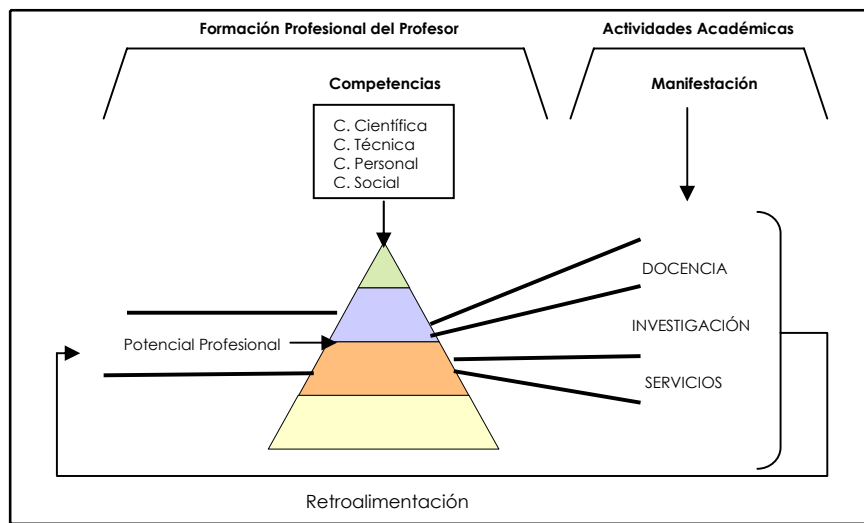 Formación Profesional del Profesor
Actividades Académicas
Competencias
Manifestación
C. Científica
C. Técnica
C. Personal
C. Social
DOCENCIA
INVESTIGACIÓN
Potencial Profesional
SERVICIOS
Retroalimentación